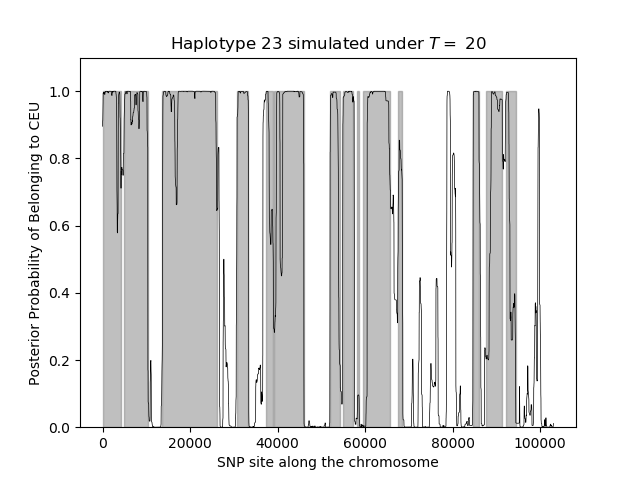 Haplotype 23 simulated under T = 20
Posterior Probability of Belonging to CEU
1.0
0.8
0.6
0.4
0.2
0.0
0 20000 40000 60000 80000 100000
SNP site along the chromosome